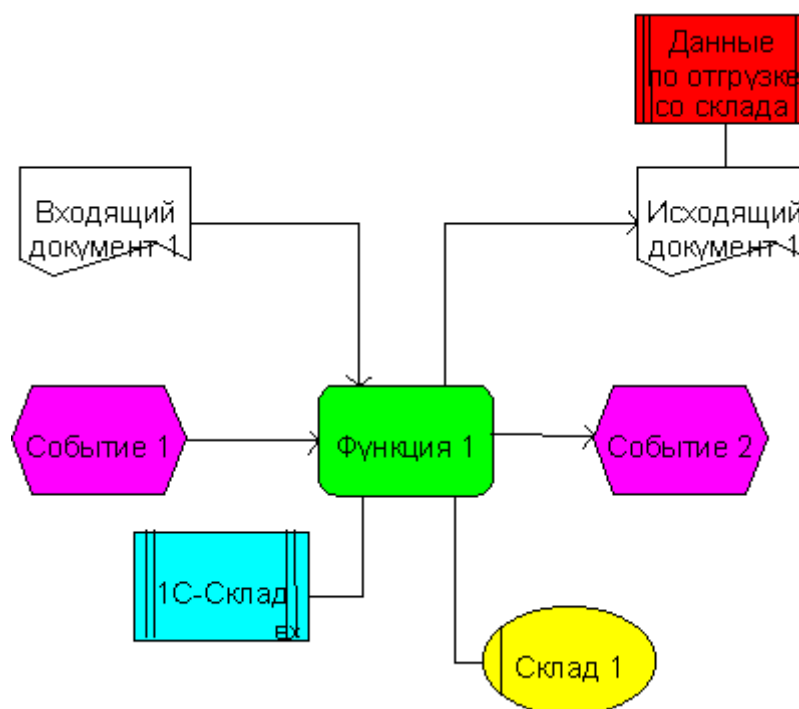 Данные
по отгрузке
со склада
Входящий
документ 1
Исходящий
документ 1
Событие 1
Функция 1
Событие 2
1С-Склад
Склад 1